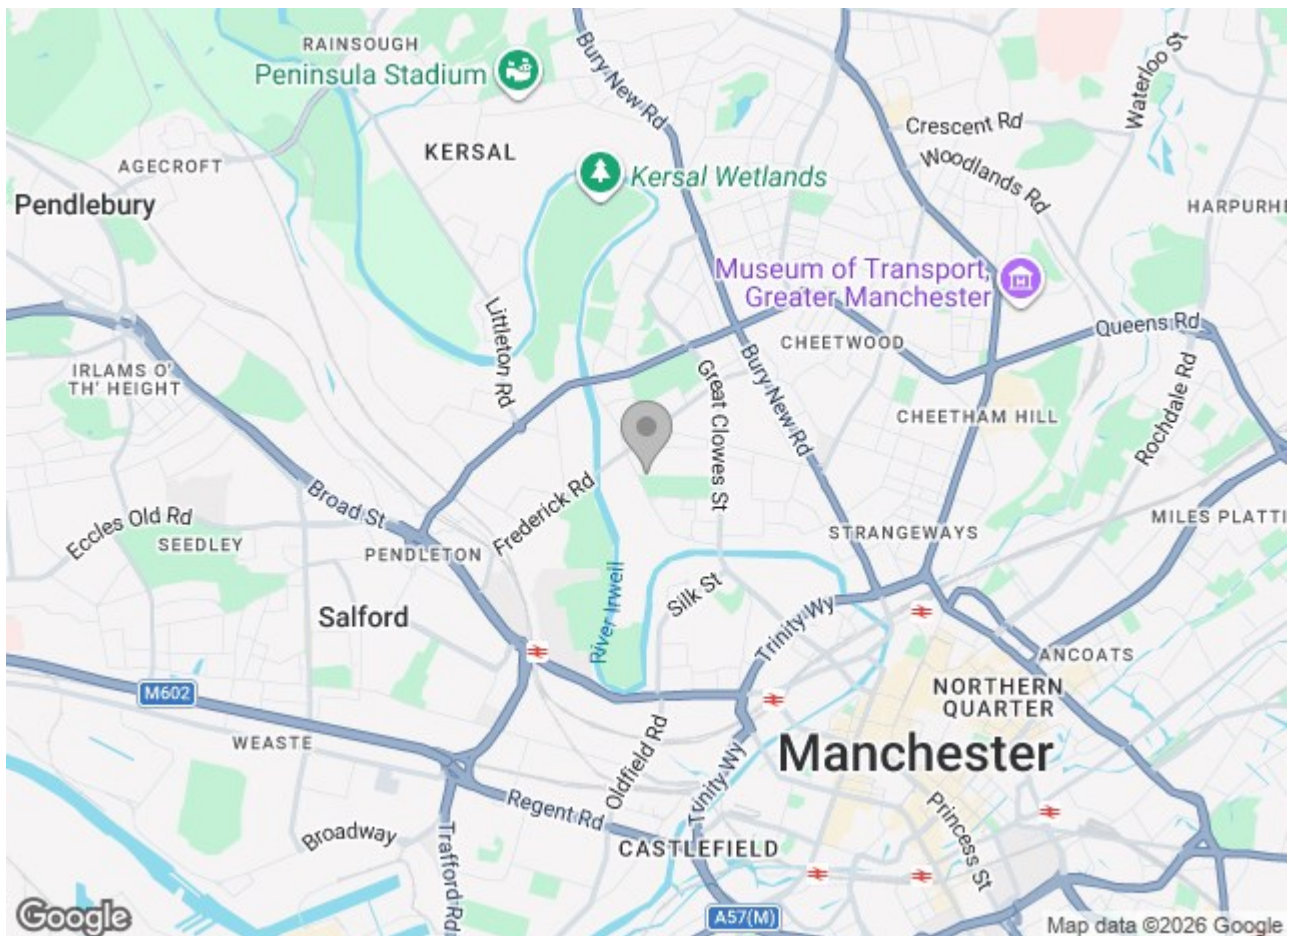 RAINSOUGH
Peninsula Stadium
Bury New Rd
Waterloo St
Crescent Rd
KERSAL
AGECROFT
Woodlands Rd
Kersal Wetlands
Pendlebury
HARPURHE
Museum of Transport,
Greater Manchester
Littleton Rd
Queens Rd
CHEETWOOD
IRLAMS O'
TH' HEIGHT
Great Clowes St
Bury New Rd
Rochdale Rd
CHEETHAM HILL
Broad St
Frederick Rd
Eccles Old Rd
SEEDLEY
PENDLETON
STRANGEWAYS
MILES PLATTI
River Irwell
Silk St
Salford
Trinity Wy
ANCOATS
M602
NORTHERN
QUARTER
WEASTE
Oldfield Rd
Trinity Wy
Manchester
Regent Rd
Princess St
Broadway
Trafford Rd
CASTLEFIELD
A57(M)
Google
Map data ©2026 Google